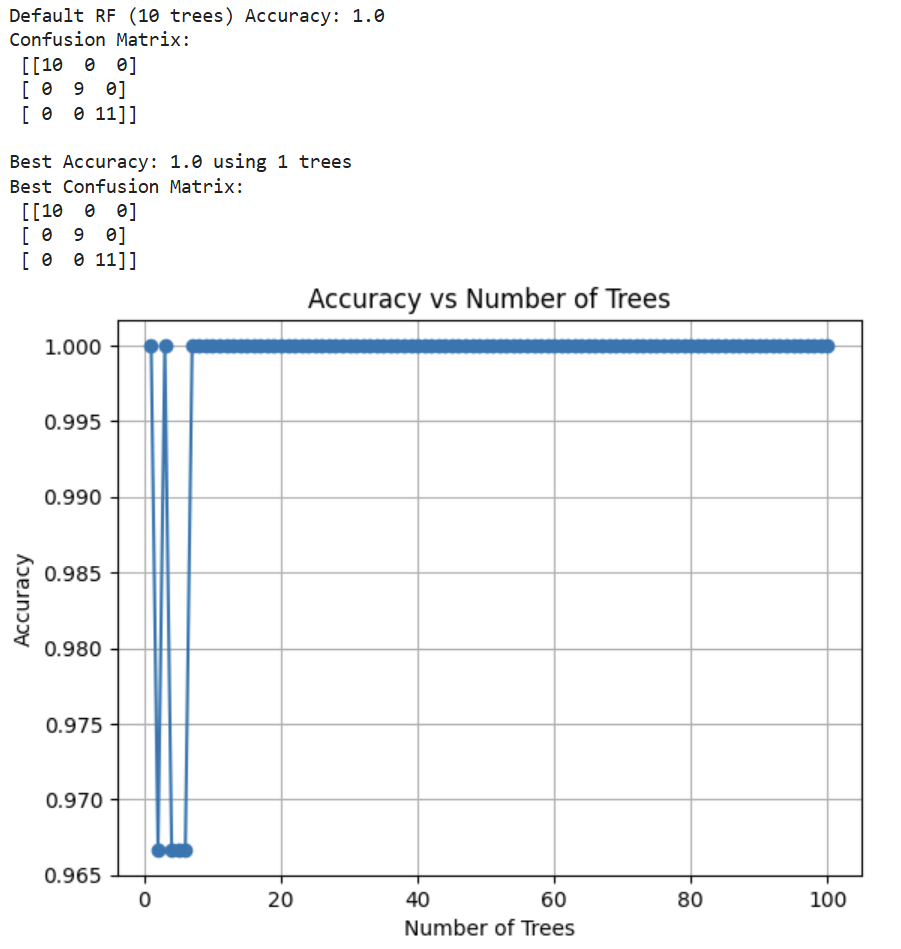 Default RF (10 trees) Accuracy: 1.0
Confusion Matrix:
[[10  0  0]
[ 0  9  0]
[ 0  0 11]]
Best Accuracy: 1.0 using 1 trees
Best Confusion Matrix:
[[10  0  0]
[ 0  9  0]
[ 0  0 11]]
Accuracy vs Number of Trees
1.000
0.995
0.990
0.985
0.980
0.975
0.970
0.965
Accuracy
0 20 40 60 80 100
Number of Trees